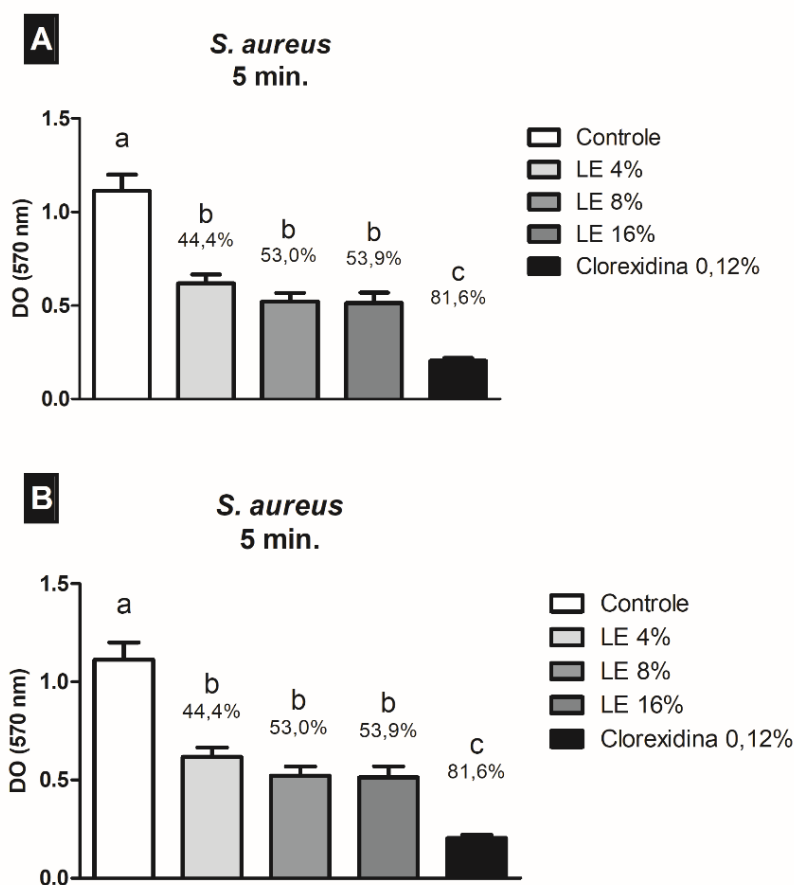 A
S. aureus
5 min.
DO (570 nm)
1.5
1.0
0.5
0.0
a
b
44,4%
b
53,0%
b
53,9%
c
81,6%
Controle
LE 4%
LE 8%
LE 16%
Clorexidina 0,12%
B
S. aureus
5 min.
DO (570 nm)
1.5
1.0
0.5
0.0
a
b
44,4%
b
53,0%
b
53,9%
c
81,6%
Controle
LE 4%
LE 8%
LE 16%
Clorexidina 0,12%